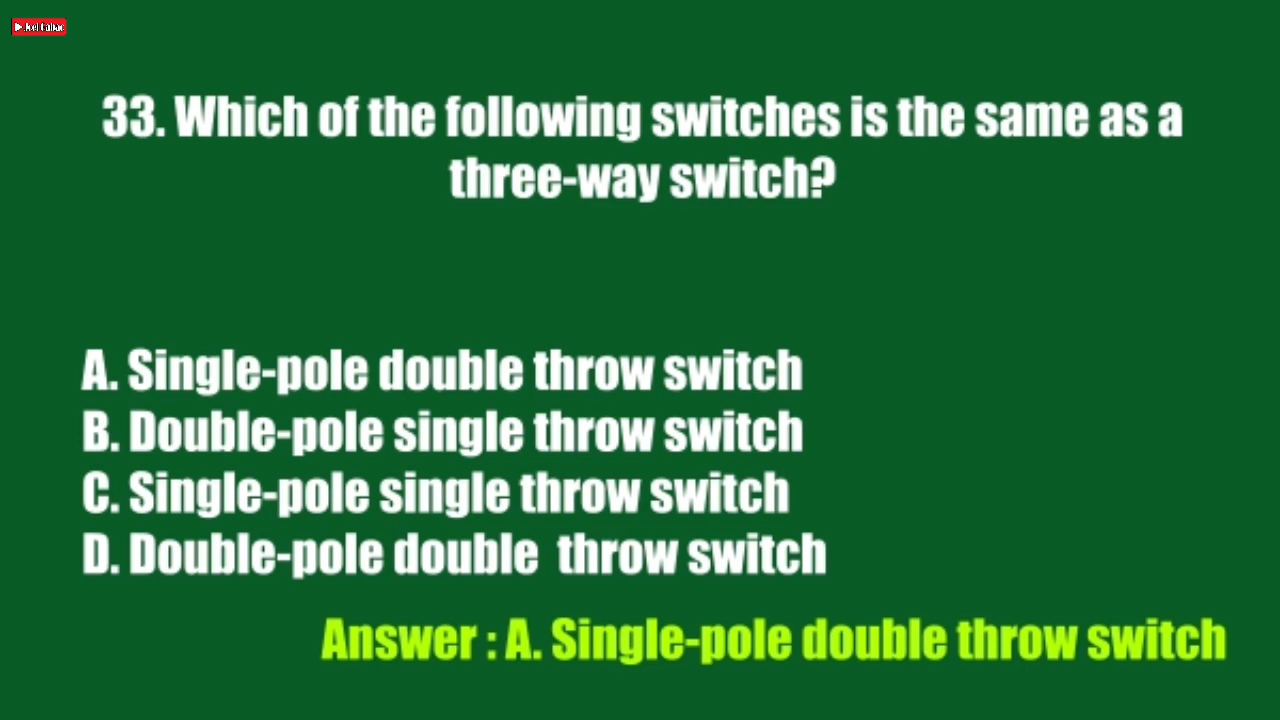 33. Which of the following switches is the same as a
three-way switch?
A. Single-pole double throw switch
B. Double-pole single throw switch
C. Single-pole single throw switch
D. Double-pole double throw switch
Answer : A. Single-pole double throw switch